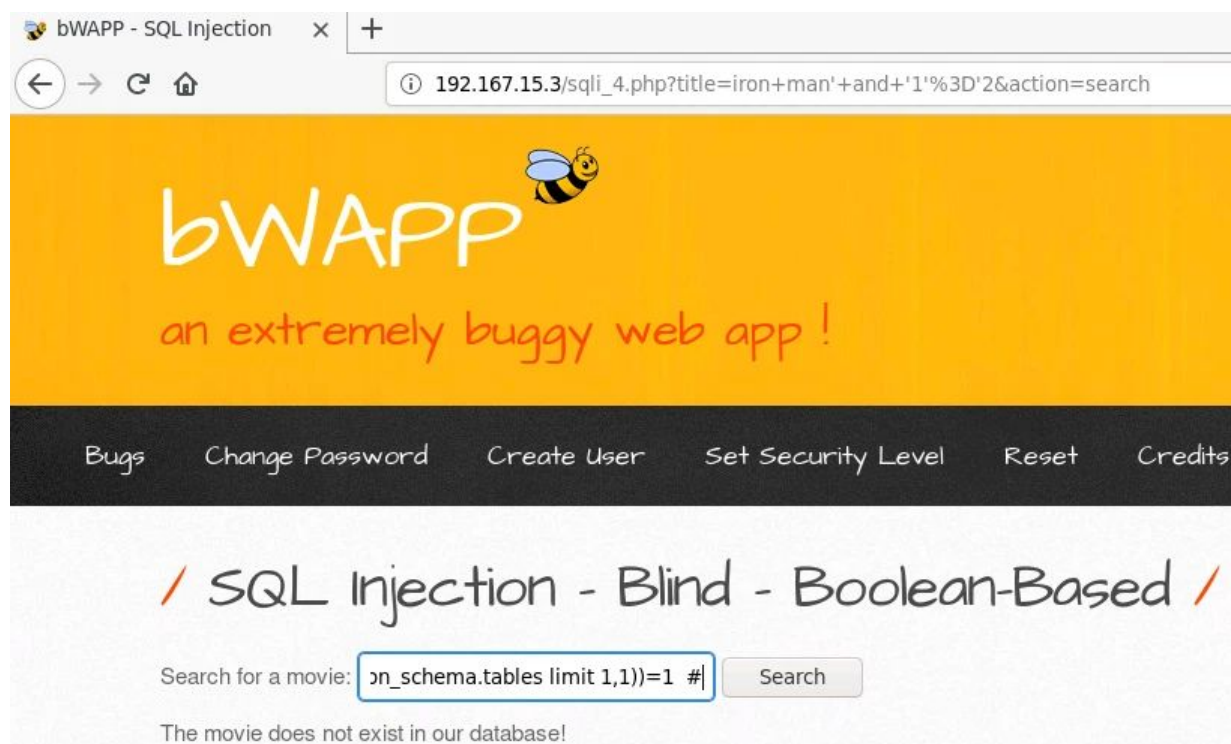 bWAPP - SQL Injection
192.167.15.3/sqli_4.php?title=iron+man'+and+'1'%3D'2&action=search
bWAPP
an extremely buggy web app !
Bugs Change Password Create User Set Security Level Reset Credits
/ SQL Injection - Blind - Boolean-Based /
Search for a movie: on_schema.tables limit 1,1))=1 # Search
The movie does not exist in our database!